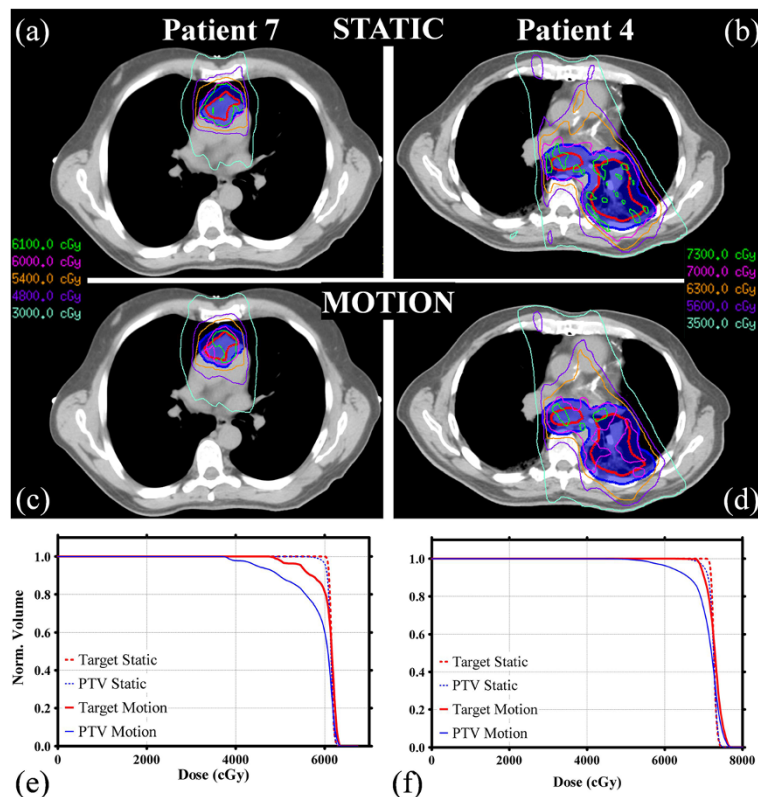 (a) Patient 7 STATIC Patient 4 (b)
6100.0 cGy
6000.0 cGy
5400.0 cGy
4800.0 cGy
3000.0 cGy
7300.0 cGy
7000.0 cGy
6300.0 cGy
5600.0 cGy
3500.0 cGy
MOTION
(c)
(d)
Norm. Volume
1.0
0.8
0.6
0.4
0.2
0.0
Target Static
PTV Static
Target Motion
PTV Motion
0 2000 4000 6000
Dose (cGy)
(e)
1.0
0.8
0.6
0.4
0.2
0.0
Target Static
PTV Static
Target Motion
PTV Motion
0 2000 4000 6000 8000
Dose (cGy)
(f)